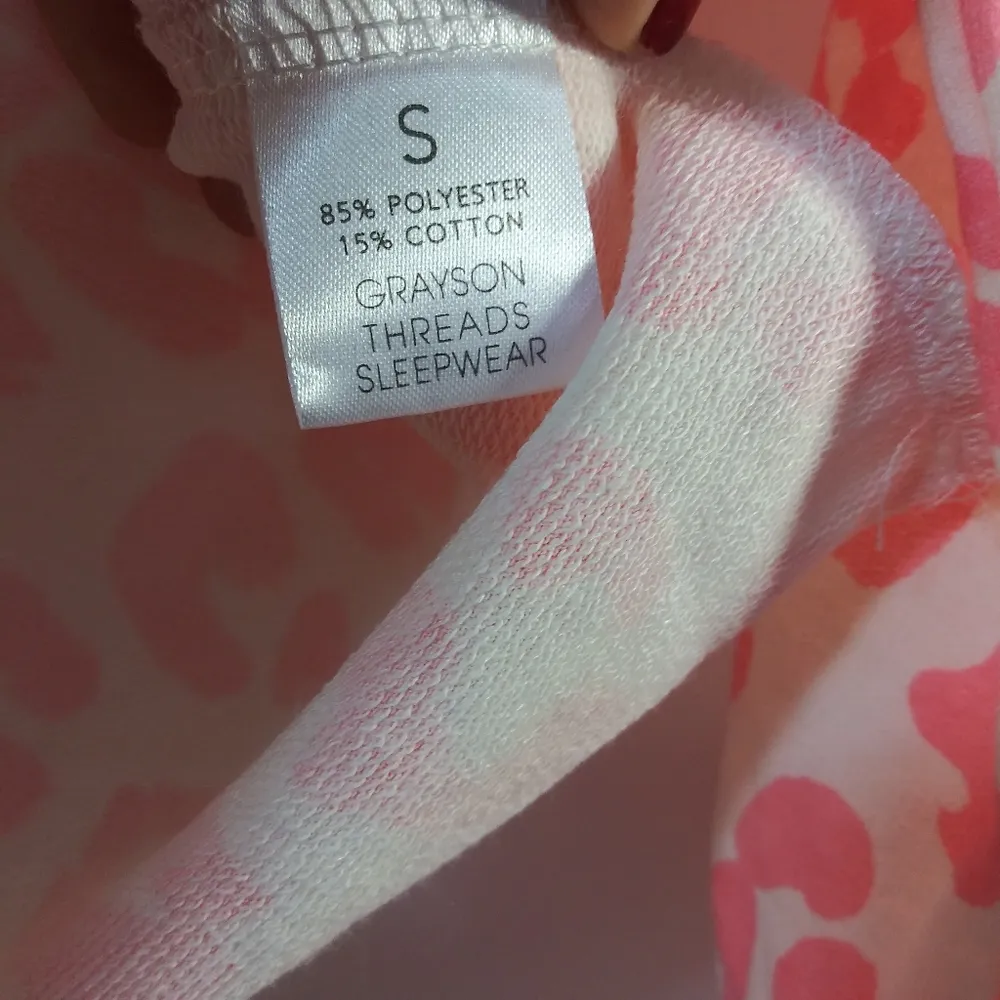 S
85% POLYESTER
15% COTTON
GRAYSON
THREADS
SLEEPWEAR